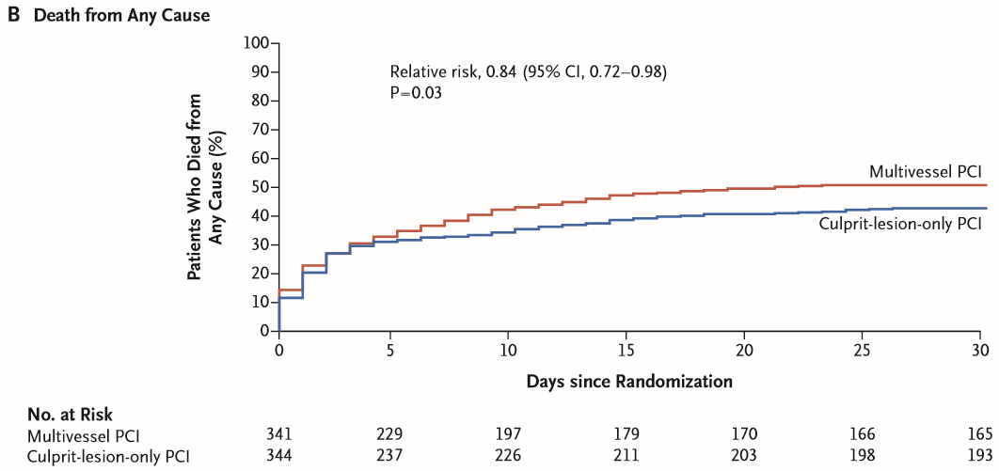 B Death from Any Cause
Patients Who Died from
Any Cause (%)
100
90
80
70
60
50
40
30
20
10
0
Relative risk, 0.84 (95% CI, 0.72–0.98)
P=0.03
Multivessel PCI
Culprit-lesion-only PCI
0 5 10 15 20 25 30
Days since Randomization
No. at Risk
Multivessel PCI 341 229 197 179 170 166 165
Culprit-lesion-only PCI 344 237 226 211 203 198 193